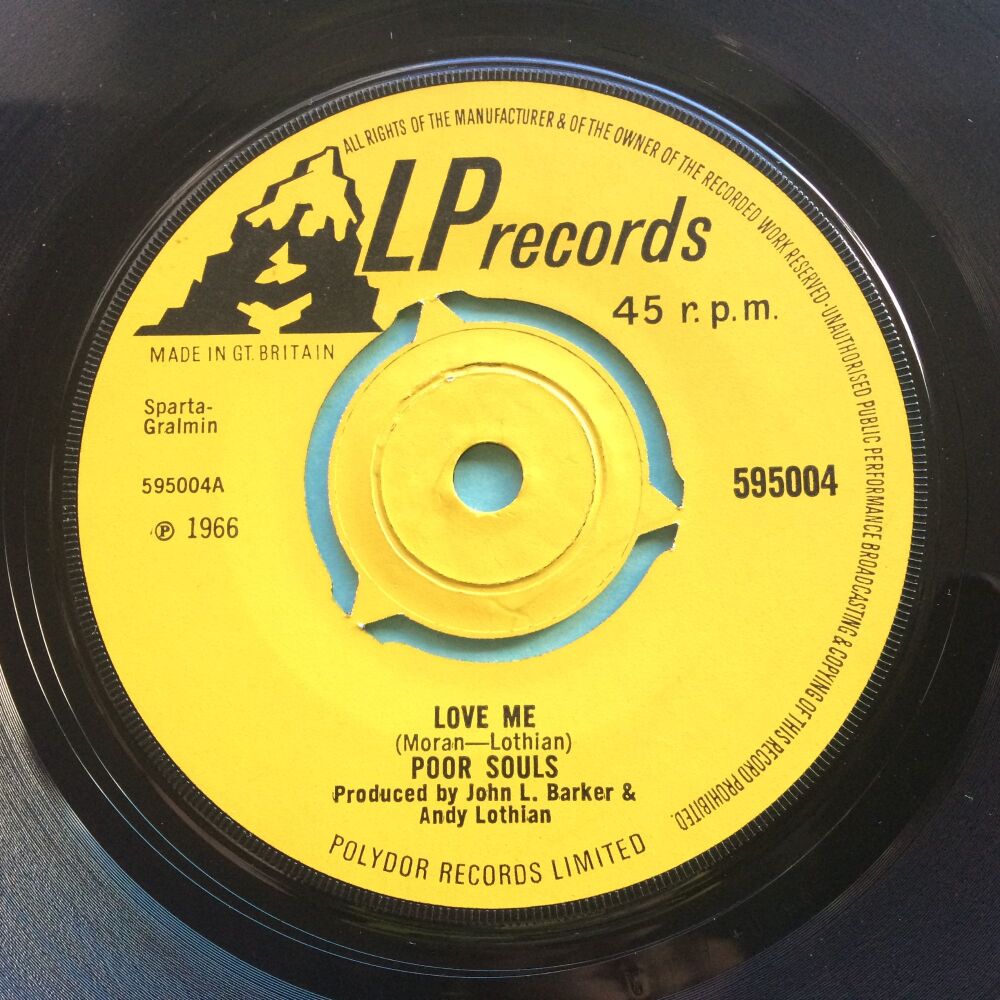 ALL RIGHTS OF THE MANUFACTURER & OF THE OWNER OF THE RECORDED WORK RESERVED·UNAUTHORISED PUBLIC PERFORMANCE BROADCASTING & COPYING OF THIS RECORD PROHIBITED.
LP records
45 r.p.m.
MADE IN GT. BRITAIN
Sparta-
Gralmin
595004A
595004
℗ 1966
LOVE ME
(Moran—Lothian)
POOR SOULS
Produced by John L. Barker &
Andy Lothian
POLYDOR RECORDS LIMITED